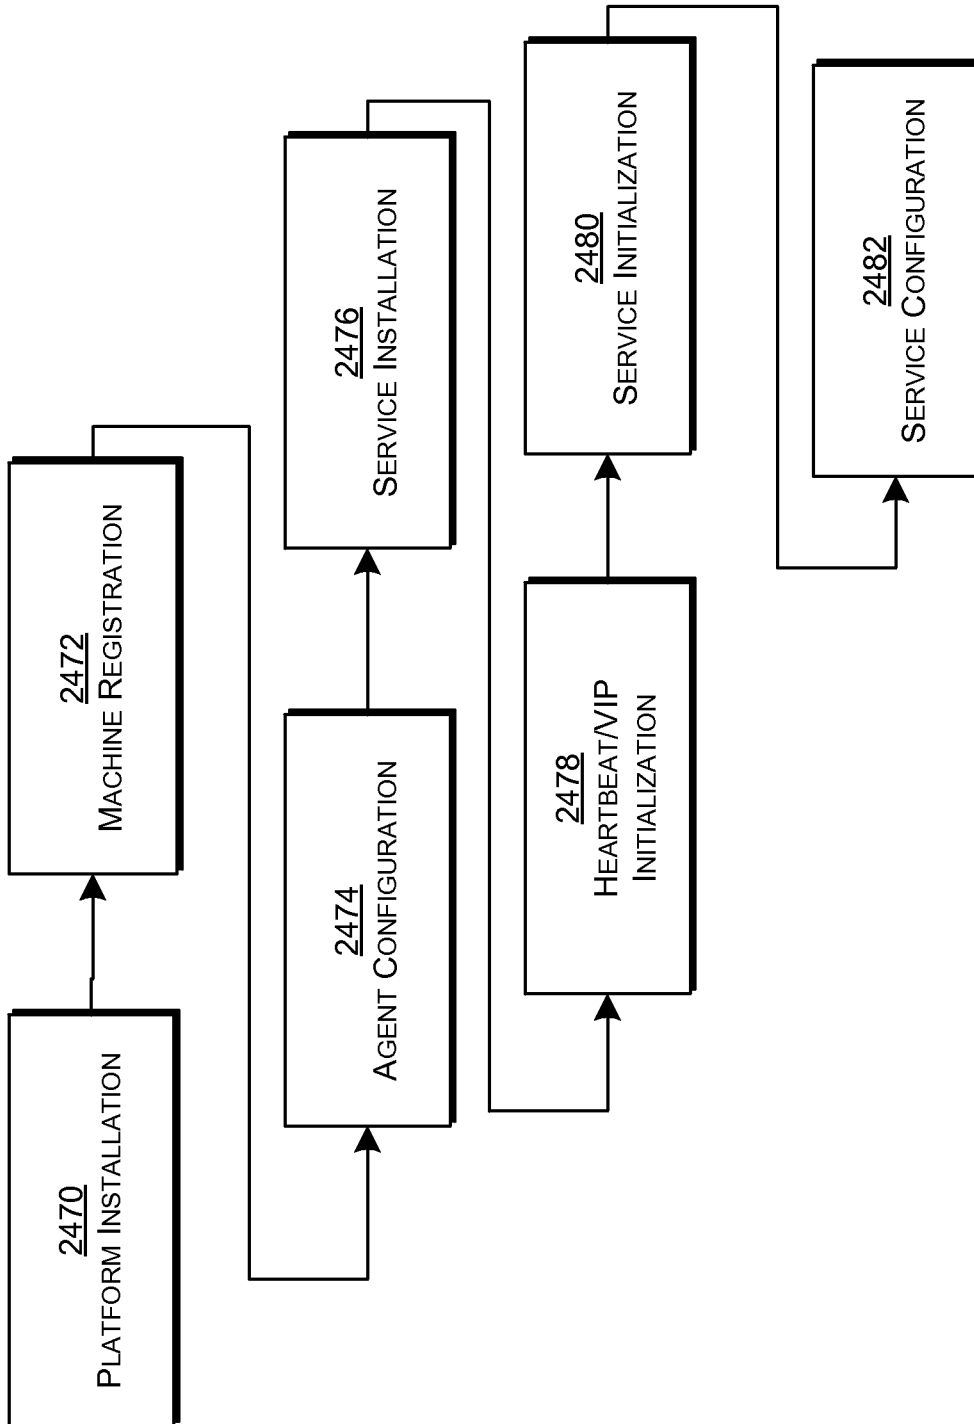 2470
PLATFORM INSTALLATION
2472
MACHINE REGISTRATION
2474
AGENT CONFIGURATION
2476
SERVICE INSTALLATION
2478
HEARTBEAT/VIP
INITIALIZATION
2480
SERVICE INITIALIZATION
2482
SERVICE CONFIGURATION